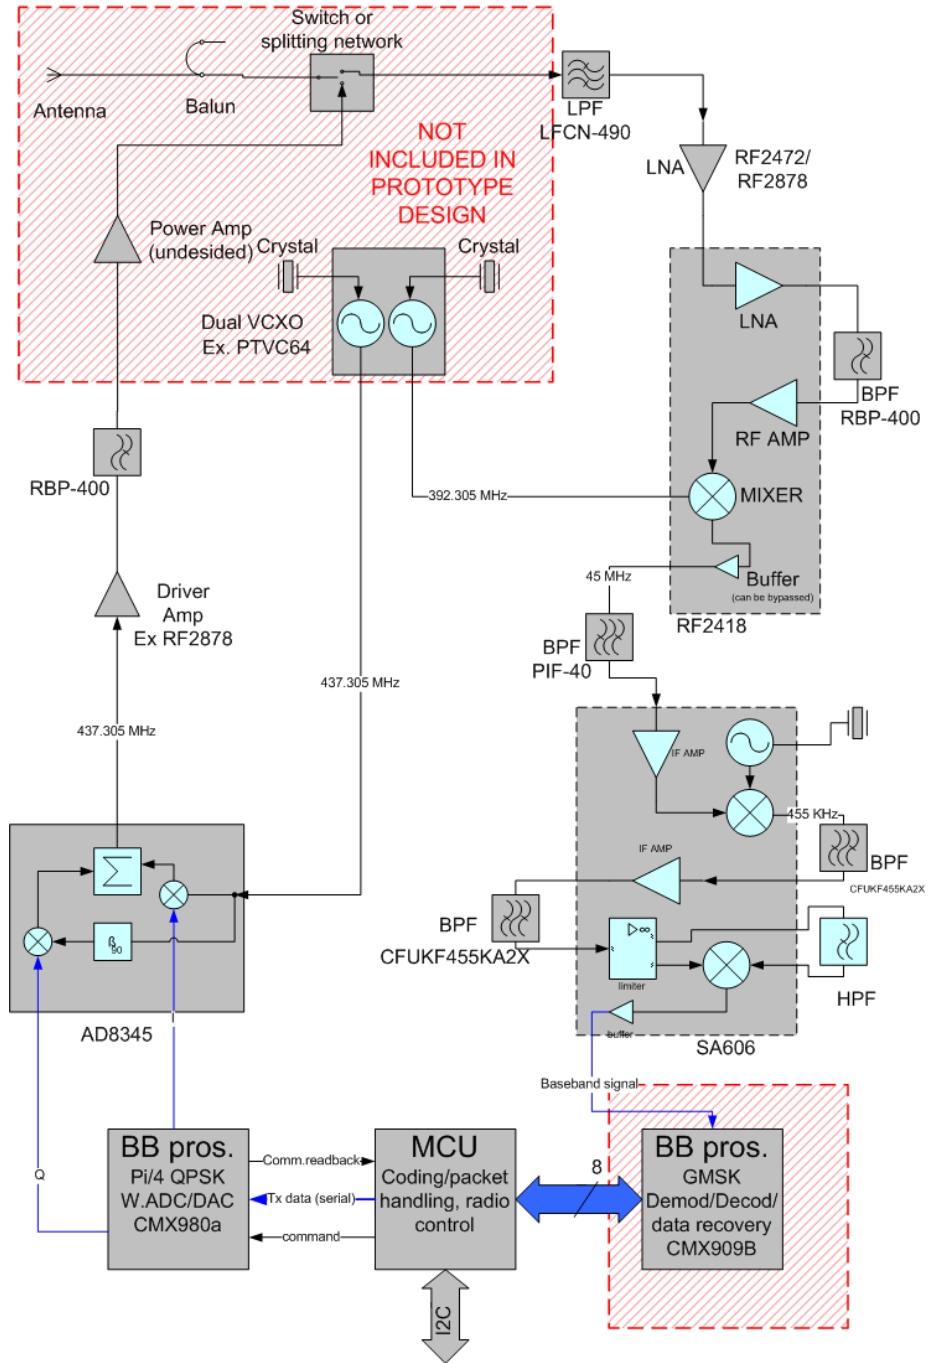 Switch or
splitting network
Antenna
Balun
LPF
LFCN-490
NOT
INCLUDED IN
PROTOTYPE
DESIGN
LNA
RF2472/
RF2878
Power Amp
(undesided)
Crystal
Crystal
Dual VCXO
Ex. PTVC64
LNA
BPF
RBP-400
RF AMP
RBP-400
392.305 MHz
MIXER
45 MHz
Buffer
(can be bypassed)
RF2418
Driver
Amp
Ex RF2878
BPF
PIF-40
437.305 MHz
437.305 MHz
IF AMP
455 KHz
IF AMP
BPF
CFUKF455KA2X
BPF
CFUKF455KA2X
Σ
ß
90
▷∞
limiter
HPF
buffer
SA606
AD8345
I
Q
Baseband signal
BB pros.
Pi/4 QPSK
W.ADC/DAC
CMX980a
Comm.readback
Tx data (serial)
command
MCU
Coding/packet
handling, radio
control
8
BB pros.
GMSK
Demod/Decod/
data recovery
CMX909B
I2C